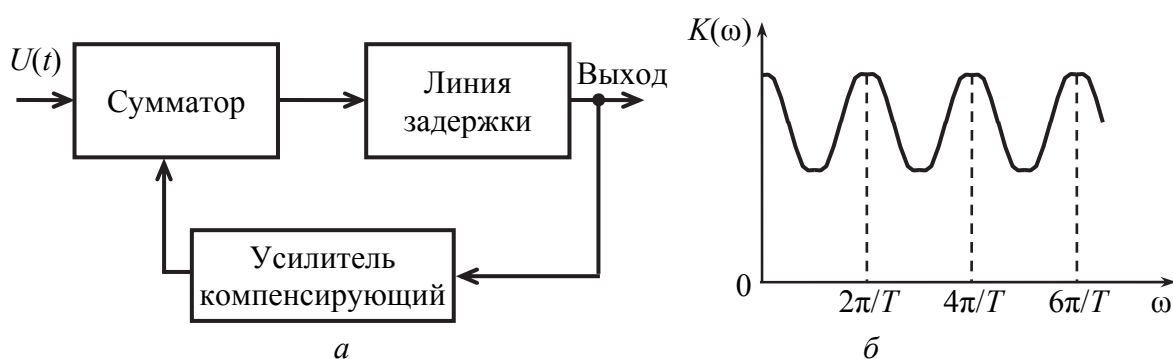 U(t)
Сумматор
Линия
задержки
Выход
Усилитель
компенсирующий
а
K(ω)
0
2π/T
4π/T
6π/T
ω
б